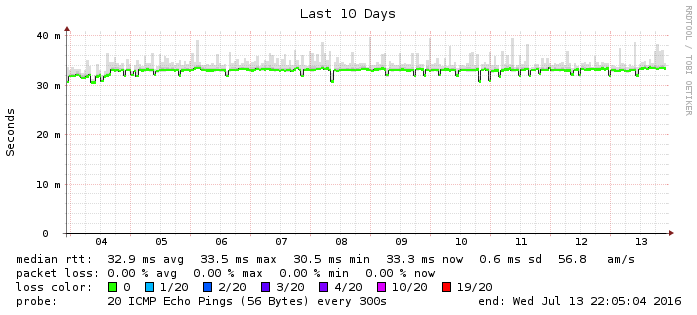 Last 10 Days
RRDTOOL / TOBI OETIKER
Seconds
40 m
30 m
20 m
10 m
0
04 05 06 07 08 09 10 11 12 13
median rtt: 32.9 ms avg 33.5 ms max 30.5 ms min 33.3 ms now 0.6 ms sd 56.8 am/s
packet loss: 0.00 % avg 0.00 % max 0.00 % min 0.00 % now
loss color: 0 1/20 2/20 3/20 4/20 10/20 19/20
probe: 20 ICMP Echo Pings (56 Bytes) every 300s end: Wed Jul 13 22:05:04 2016